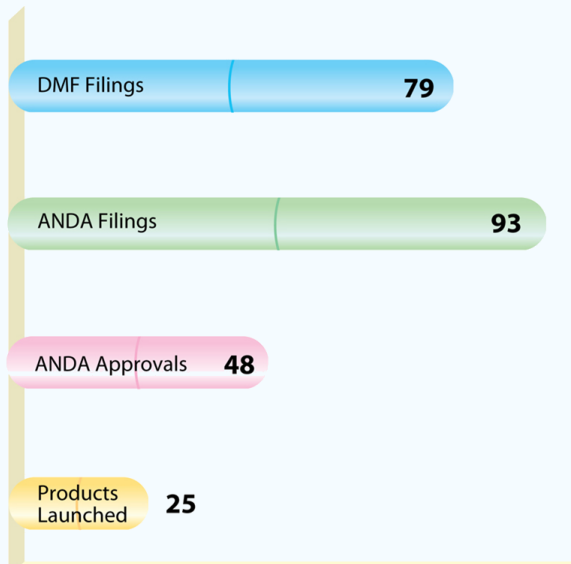 DMF Filings 79
ANDA Filings 93
ANDA Approvals 48
Products
Launched 25